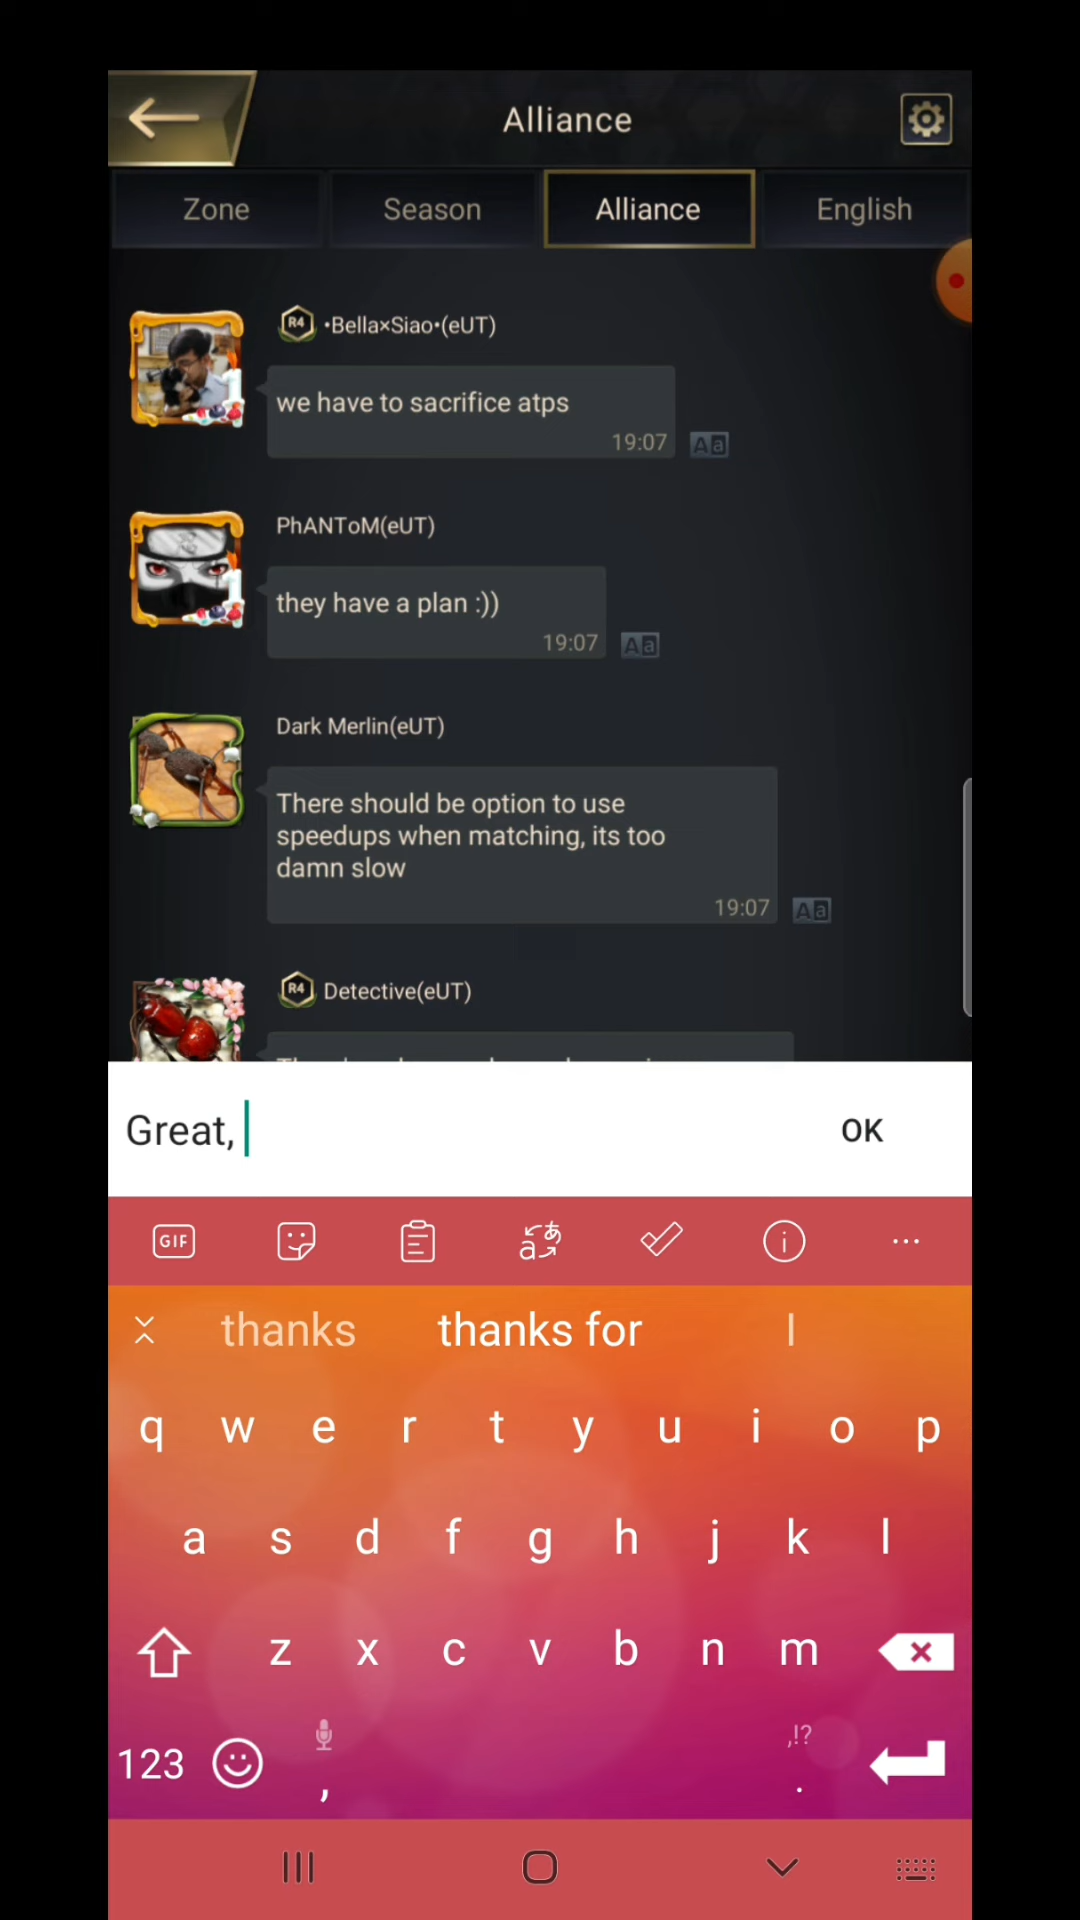 Alliance
Zone
Season
Alliance
English
R4 •Bella×Siao•(eUT)
we have to sacrifice atps
19:07
Aa
PhANToM(eUT)
they have a plan :))
19:07
Aa
Dark Merlin(eUT)
There should be option to use
speedups when matching, its too
damn slow
19:07
Aa
R4 Detective(eUT)
Great,
OK
GIF
thanks
thanks for
I
q w e r t y u i o p
a s d f g h j k l
z x c v b n m
,!?
123 , .